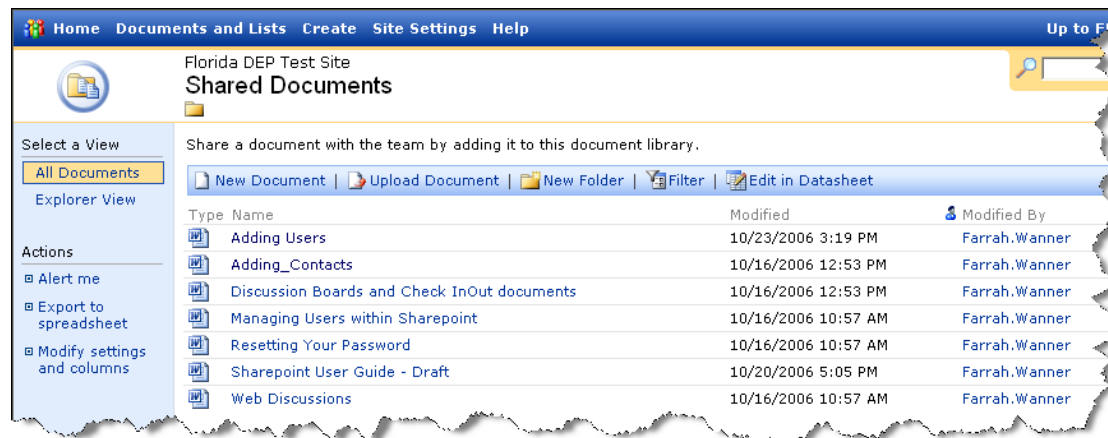 Home Documents and Lists Create Site Settings Help Up to
Florida DEP Test Site
Shared Documents
Select a View
All Documents
Explorer View
Actions
Alert me
Export to
spreadsheet
Modify settings
and columns
Share a document with the team by adding it to this document library.
New Document | Upload Document | New Folder | Filter | Edit in Datasheet
Type Name Modified Modified By
Adding Users 10/23/2006 3:19 PM Farrah.Wanner
Adding_Contacts 10/16/2006 12:53 PM Farrah.Wanner
Discussion Boards and Check InOut documents 10/16/2006 12:53 PM Farrah.Wanner
Managing Users within Sharepoint 10/16/2006 10:57 AM Farrah.Wanner
Resetting Your Password 10/16/2006 10:57 AM Farrah.Wanner
Sharepoint User Guide - Draft 10/20/2006 5:05 PM Farrah.Wanner
Web Discussions 10/16/2006 10:57 AM Farrah.Wanner